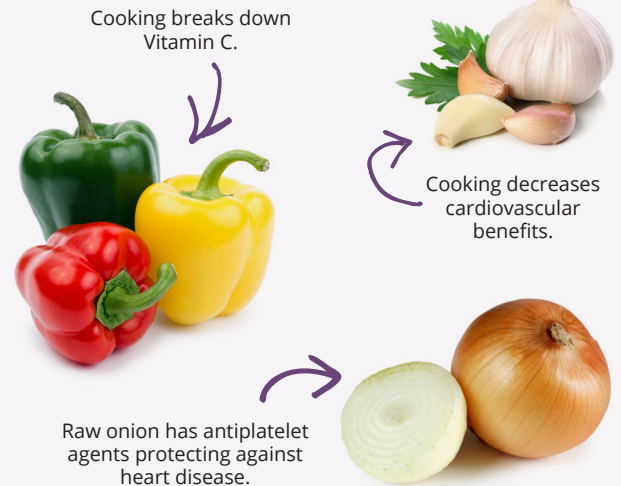 Cooking breaks down
Vitamin C.
Cooking decreases
cardiovascular
benefits.
Raw onion has antiplatelet
agents protecting against
heart disease.